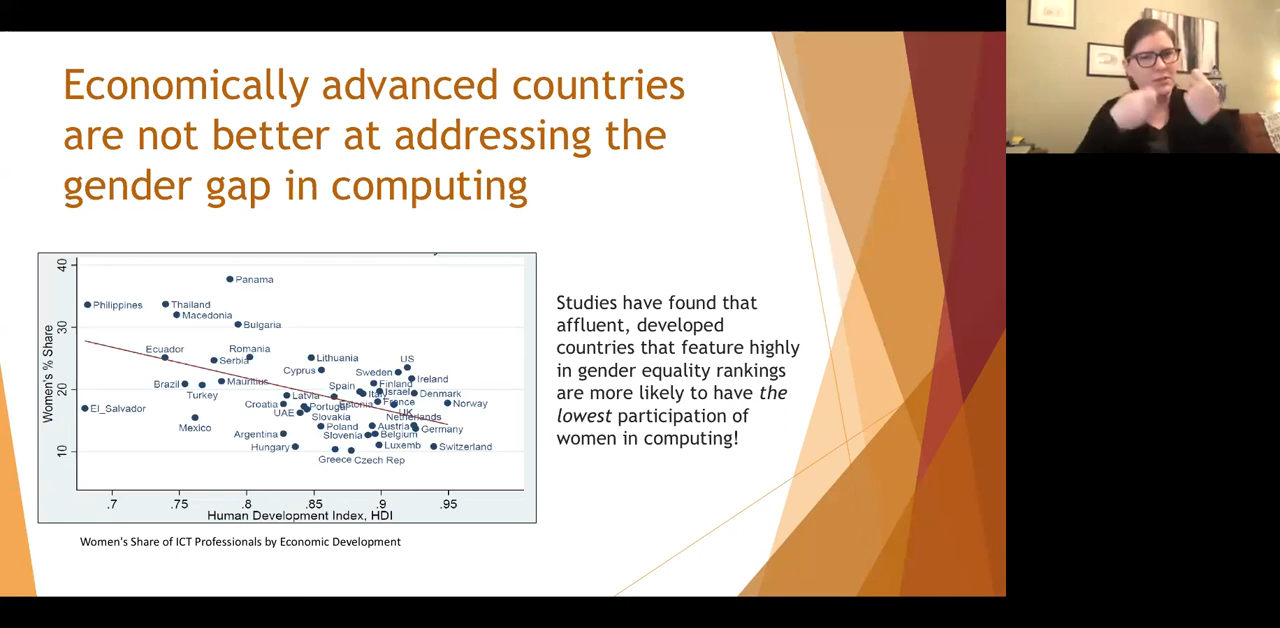 Economically advanced countries
are not better at addressing the
gender gap in computing
40
30
20
10
Women's % Share
Panama
Philippines
Thailand
Macedonia
Bulgaria
Ecuador
Romania
Serbia
Lithuania
US
Cyprus
Sweden
Ireland
Brazil
Mauritius
Finland
Turkey
Spain
Israel
Italy
Denmark
Latvia
Estonia
France
Norway
El_Salvador
Croatia
Portugal
UAE
UK
Slovakia
Netherlands
Mexico
Poland
Austria
Germany
Argentina
Slovenia
Belgium
Hungary
Luxemb
Switzerland
Greece
Czech Rep
.7 .75 .8 .85 .9 .95
Human Development Index, HDI
Women's Share of ICT Professionals by Economic Development
Studies have found that
affluent, developed
countries that feature highly
in gender equality rankings
are more likely to have the
lowest participation of
women in computing!